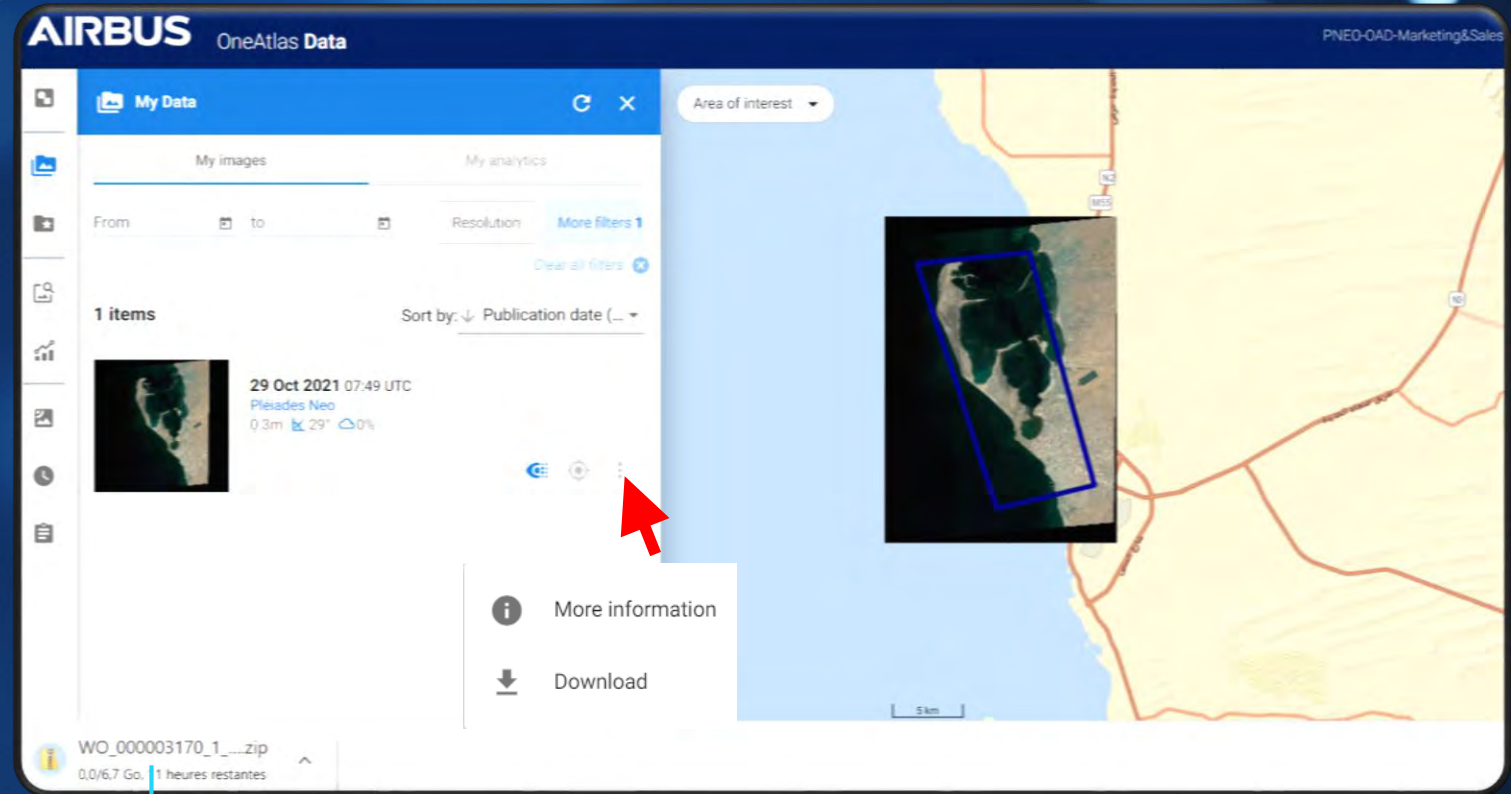 AIRBUS OneAtlas Data
PNEO-OAD-Marketing&Sales
My Data
Area of interest
My images
My analytics
From
to
Resolution
More filters 1
Clear all filters
1 items
Sort by: Publication date (...
29 Oct 2021 07:49 UTC
Pléiades Neo
0.3m 29° 0%
More information
Download
N2
M55
5 km
WO_000003170_1_....zip
0,0/6,7 Go, 1 heures restantes